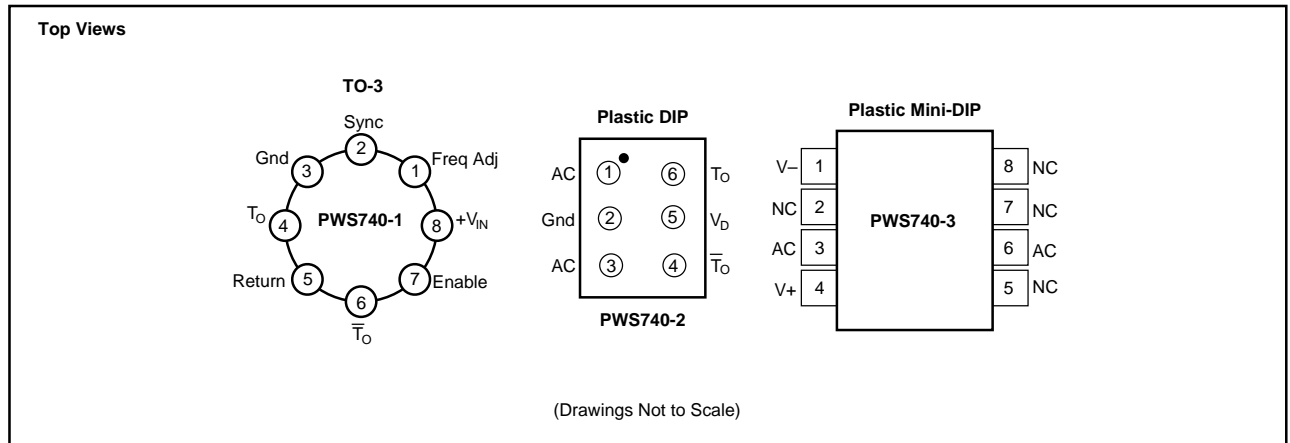 Top Views
TO-3
Sync
2
Gnd
3
1
Freq Adj
T̅O
4
PWS740-1
8
+VIN
Return
5
7
Enable
6
T̅O
Plastic DIP
AC
1
6
TO
Gnd
2
5
VD
AC
3
4
T̅O
PWS740-2
Plastic Mini-DIP
V–
1
8
NC
NC
2
7
NC
PWS740-3
AC
3
6
AC
V+
4
5
NC
(Drawings Not to Scale)